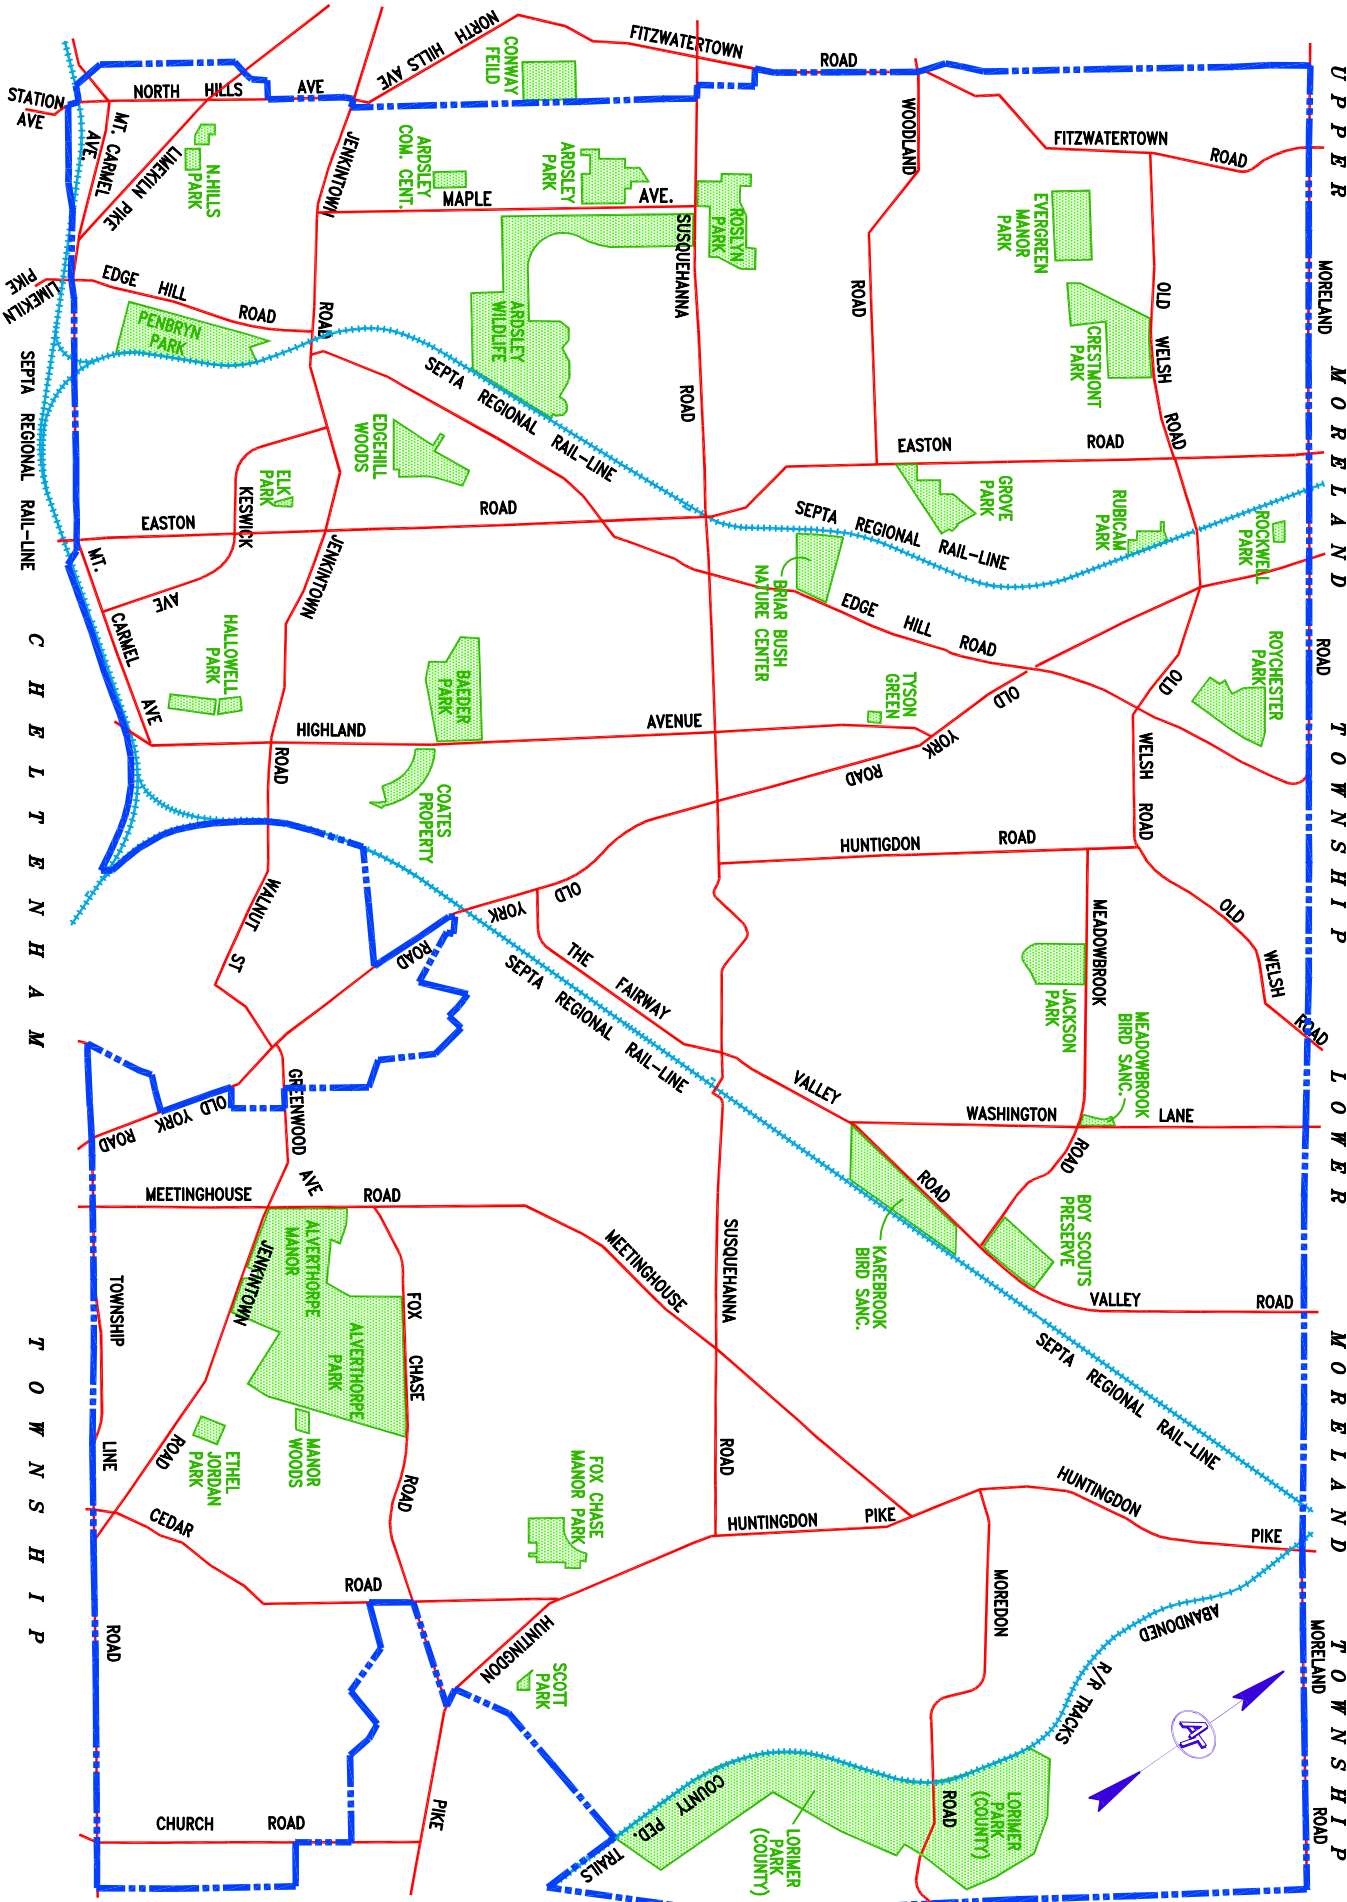 UPPER MORELAND TOWNSHIP
LOWER MORELAND TOWNSHIP
MORELAND
ROAD
MORELAND
ROAD
CHELTENHAM
TOWNSHIP
STATION
AVE
NORTH HILLS AVE
MT. CARMEL
AVE.
LIMEKILN PIKE
N.HILLS
PARK
LIMEKILN
PIKE
EDGE HILL ROAD
PENBRYN
PARK
SEPTA REGIONAL RAIL-LINE
NORTH HILLS AVE
CONWAY
FEILD
FITZWATERTOWN ROAD
JENKINTOWN
ROAD
ARDSLEY
COM. CENT.
ARDSLEY
PARK
MAPLE AVE.
ROSLYN
PARK
SUSQUEHANNA
ROAD
ARDSLEY
WILDLIFE
WOODLAND
ROAD
FITZWATERTOWN ROAD
EVERGREEN
MANOR
PARK
CRESTMONT
PARK
OLD WELSH ROAD
SEPTA REGIONAL RAIL-LINE
EDGEHILL
WOODS
ELK
PARK
KESWICK
AVE
EASTON ROAD
EASTON ROAD
GROVE
PARK
RUBICAM
PARK
ROCKWELL
PARK
SEPTA REGIONAL RAIL-LINE
BRIAR BUSH
NATURE CENTER
EDGE HILL ROAD
MT. CARMEL AVE
HALLOWELL
PARK
JENKINTOWN
ROAD
BAEDER
PARK
HIGHLAND AVENUE
TYSON
GREEN
OLD
YORK
ROAD
OLD
WELSH ROAD
ROYCHESTER
PARK
COATES
PROPERTY
HUNTIGDON ROAD
OLD
WELSH
ROAD
WALNUT
ST
OLD
YORK
ROAD
THE FAIRWAY
SEPTA REGIONAL RAIL-LINE
MEADOWBROOK
ROAD
JACKSON
PARK
MEADOWBROOK
BIRD SANC.
VALLEY
ROAD
WASHINGTON LANE
GREENWOOD
AVE
OLD YORK
ROAD
MEETINGHOUSE ROAD
MEETINGHOUSE
SUSQUEHANNA
ROAD
KAREBROOK
BIRD SANC.
BOY SCOUTS
PRESERVE
VALLEY ROAD
TOWNSHIP
LINE
ROAD
ALVERTHORPE
MANOR
ALVERTHORPE
PARK
JENKINTOWN
ROAD
FOX CHASE
ROAD
MANOR
WOODS
ETHEL
JORDAN
PARK
SEPTA REGIONAL RAIL-LINE
FOX CHASE
MANOR PARK
CEDAR
ROAD
HUNTINGDON PIKE
HUNTINGDON
PIKE
MOREDON
ROAD
HUNTINGDON
PIKE
SCOTT
PARK
ABANDONED
R/R TRACKS
CHURCH ROAD
COUNTY
PED.
TRAILS
LORIMER
PARK
(COUNTY)
LORIMER
PARK
(COUNTY)